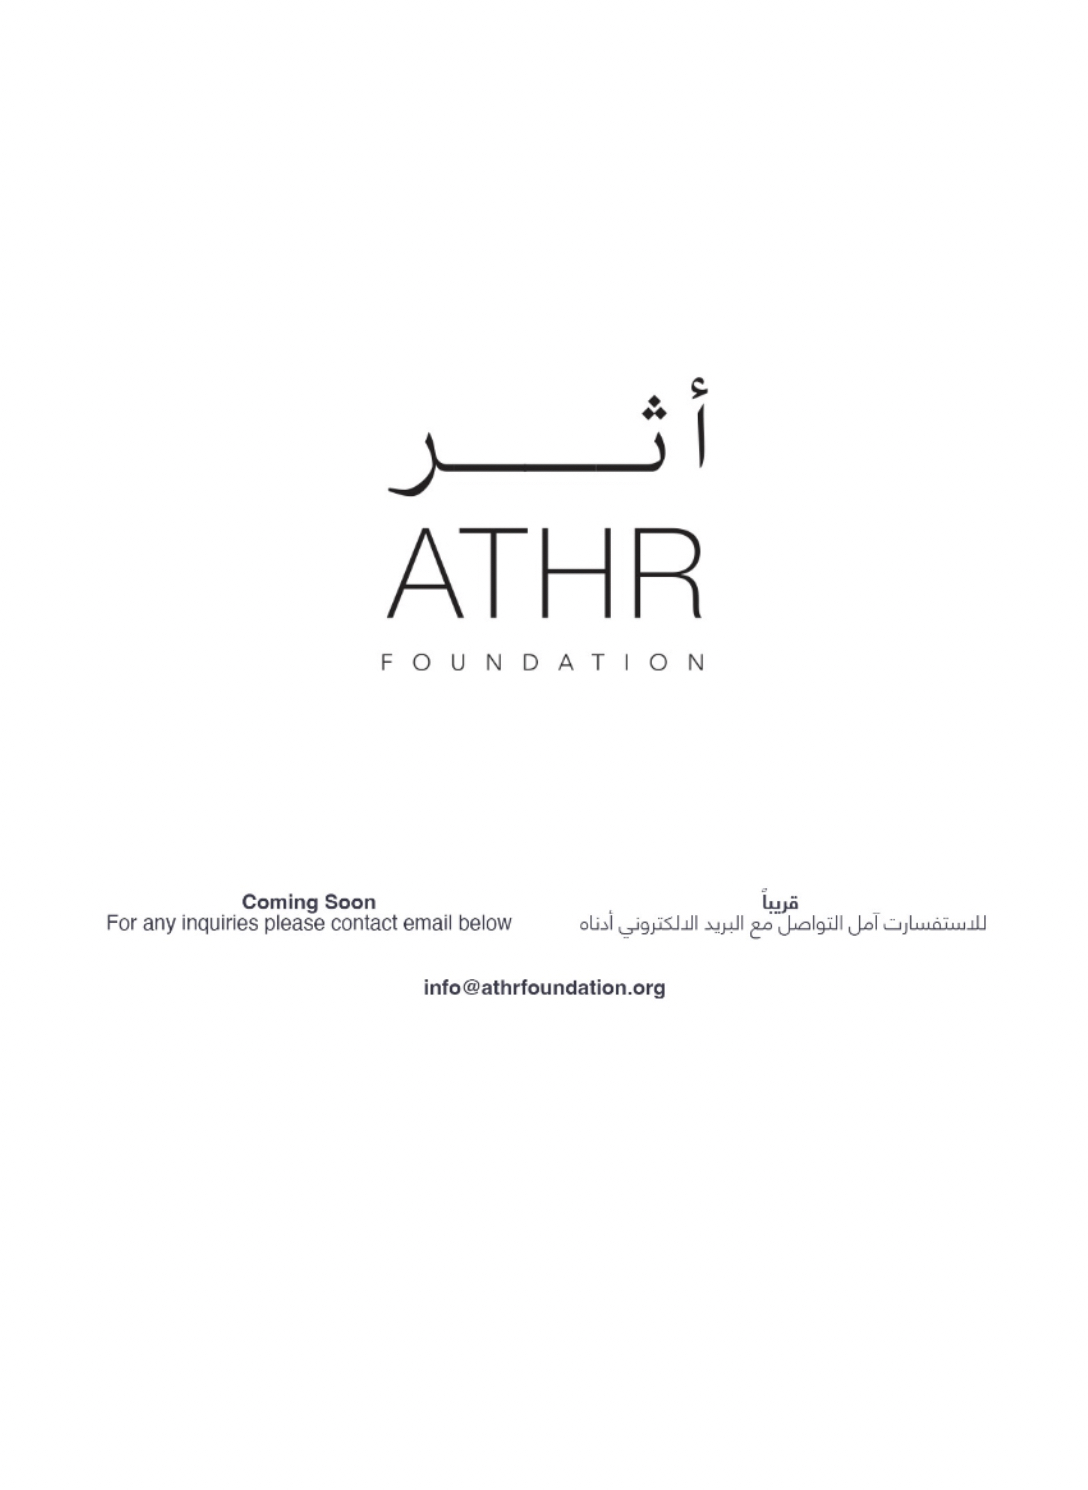 أثر
ATHR
FOUNDATION
Coming Soon
For any inquiries please contact email below
قريباً
للاستفسارت آمل التواصل مع البريد الالكتروني أدناه
info@athrfoundation.org